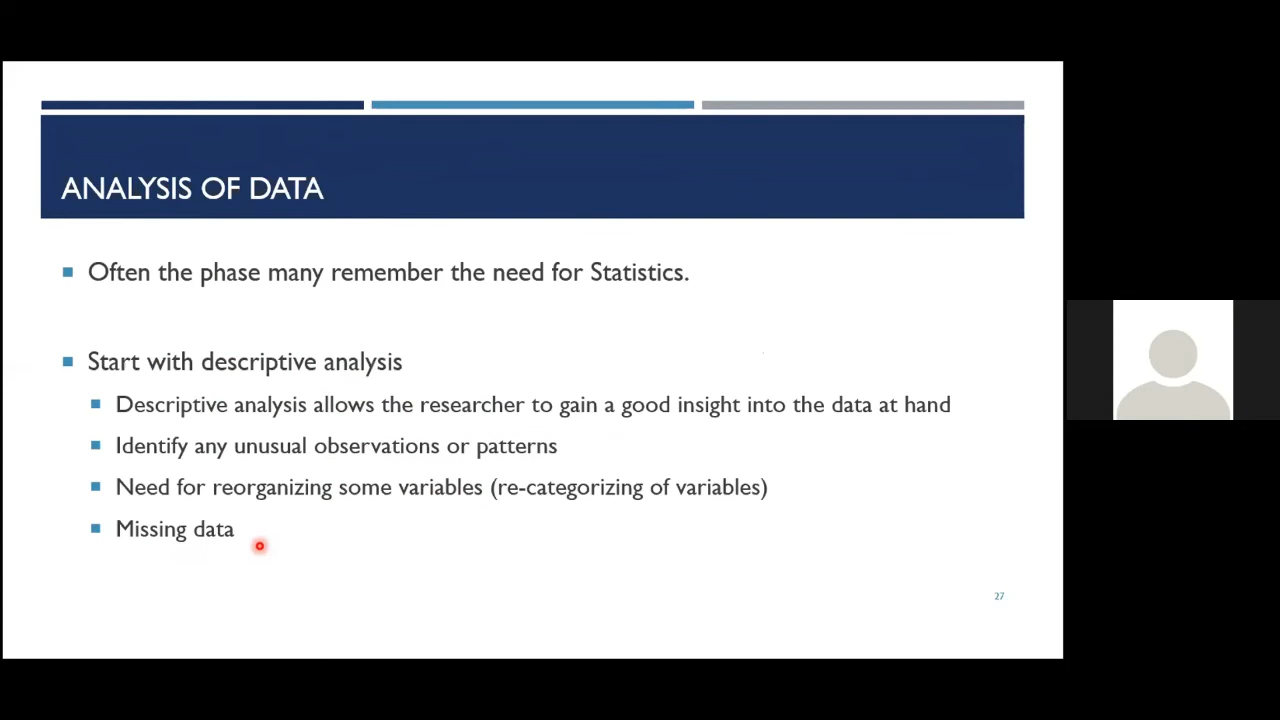 ANALYSIS OF DATA
Often the phase many remember the need for Statistics.
Start with descriptive analysis
Descriptive analysis allows the researcher to gain a good insight into the data at hand
Identify any unusual observations or patterns
Need for reorganizing some variables (re-categorizing of variables)
Missing data
27